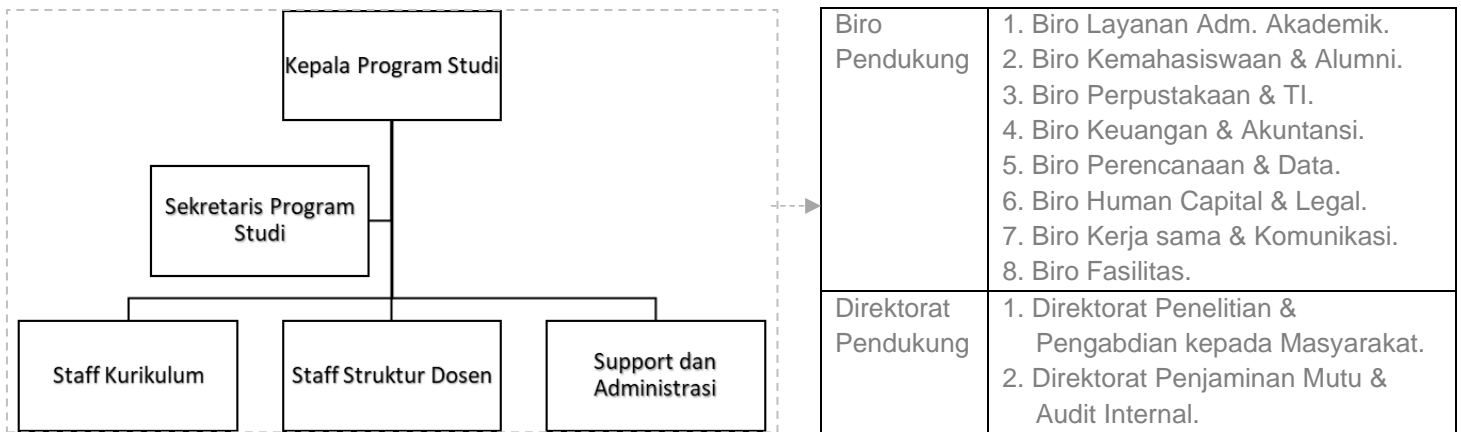 Kepala Program Studi
Sekretaris Program
Studi
Staff Kurikulum
Staff Struktur Dosen
Support dan
Administrasi
Biro
Pendukung
1. Biro Layanan Adm. Akademik.
2. Biro Kemahasiswaan & Alumni.
3. Biro Perpustakaan & TI.
4. Biro Keuangan & Akuntansi.
5. Biro Perencanaan & Data.
6. Biro Human Capital & Legal.
7. Biro Kerja sama & Komunikasi.
8. Biro Fasilitas.
Direktorat
Pendukung
1. Direktorat Penelitian &
Pengabdian kepada Masyarakat.
2. Direktorat Penjaminan Mutu &
Audit Internal.